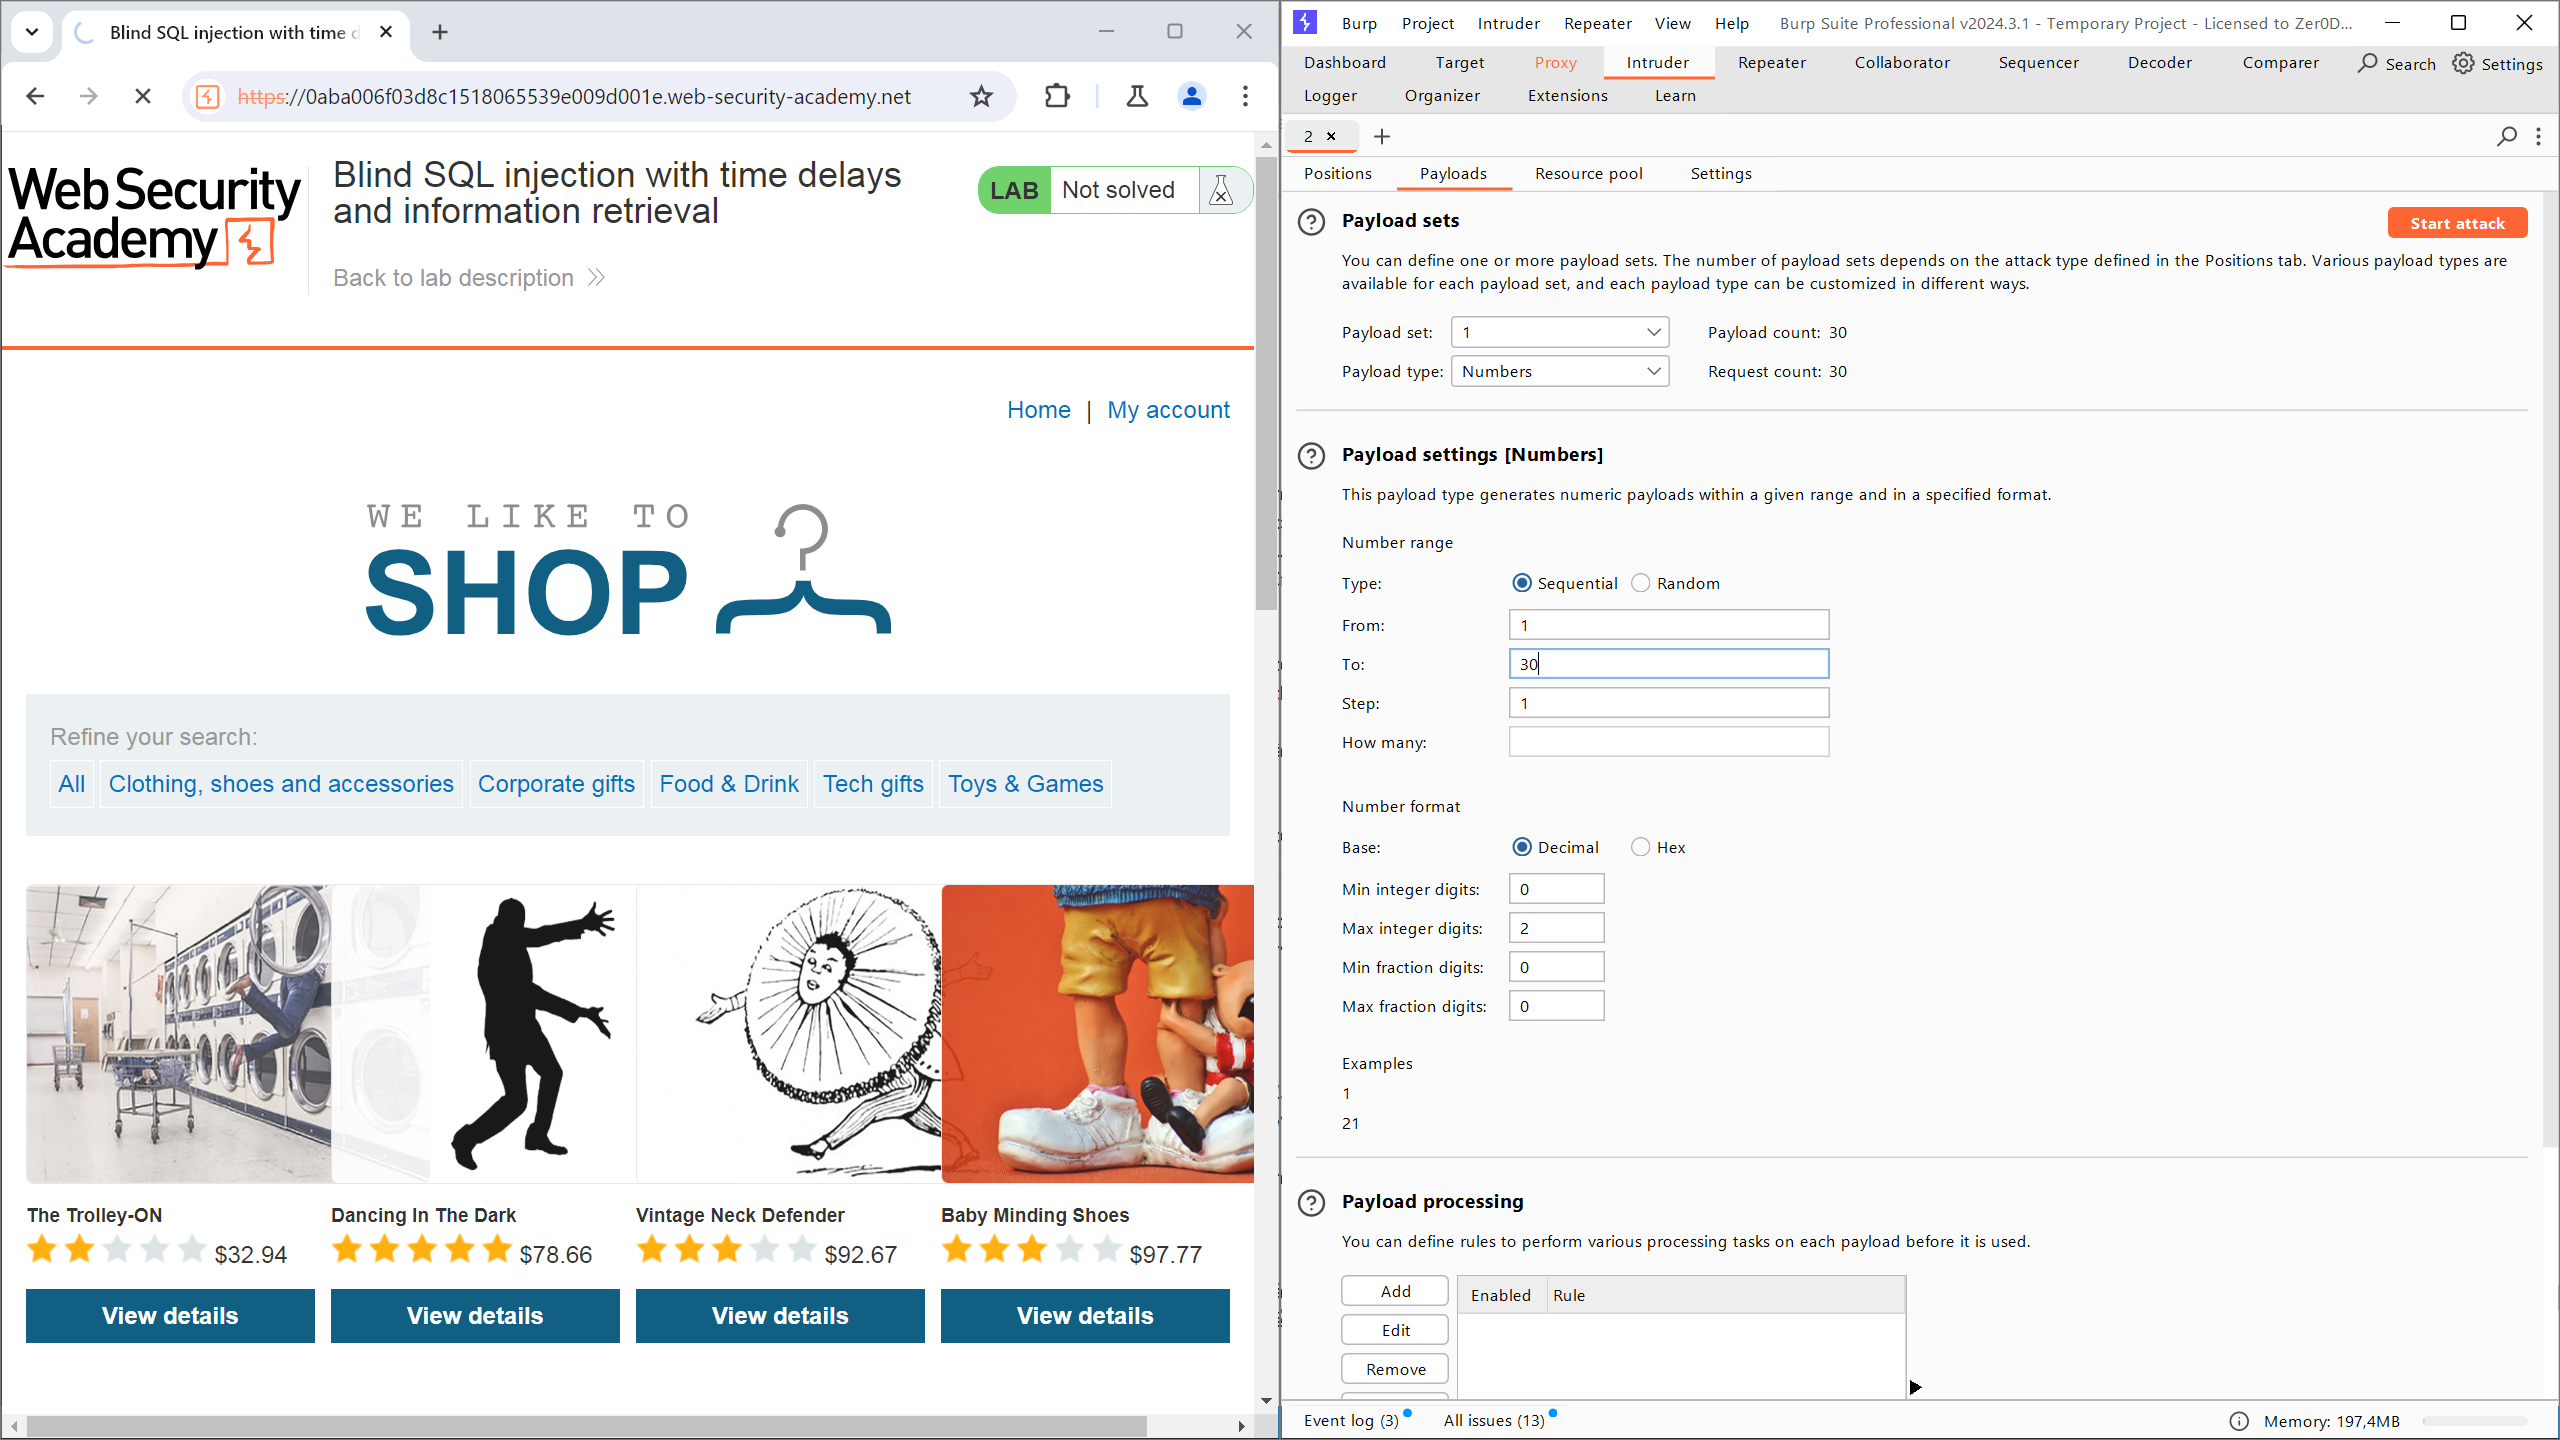 Blind SQL injection with time d
https://0aba006f03d8c1518065539e009d001e.web-security-academy.net
Web Security
Academy
Blind SQL injection with time delays
and information retrieval
Back to lab description
LAB Not solved
Home | My account
WE LIKE TO
SHOP
Refine your search:
All Clothing, shoes and accessories Corporate gifts Food & Drink Tech gifts Toys & Games
The Trolley-ON Dancing In The Dark Vintage Neck Defender Baby Minding Shoes
$32.94 $78.66 $92.67 $97.77
View details View details View details View details
Burp Project Intruder Repeater View Help Burp Suite Professional v2024.3.1 - Temporary Project - Licensed to Zer0D...
Dashboard Target Proxy Intruder Repeater Collaborator Sequencer Decoder Comparer Search Settings
Logger Organizer Extensions Learn
2
Positions Payloads Resource pool Settings
Payload sets
Start attack
You can define one or more payload sets. The number of payload sets depends on the attack type defined in the Positions tab. Various payload types are
available for each payload set, and each payload type can be customized in different ways.
Payload set: 1 Payload count: 30
Payload type: Numbers Request count: 30
Payload settings [Numbers]
This payload type generates numeric payloads within a given range and in a specified format.
Number range
Type: Sequential Random
From: 1
To: 30
Step: 1
How many:
Number format
Base: Decimal Hex
Min integer digits: 0
Max integer digits: 2
Min fraction digits: 0
Max fraction digits: 0
Examples
1
21
Payload processing
You can define rules to perform various processing tasks on each payload before it is used.
Add Enabled Rule
Edit
Remove
Event log (3) All issues (13) Memory: 197,4MB